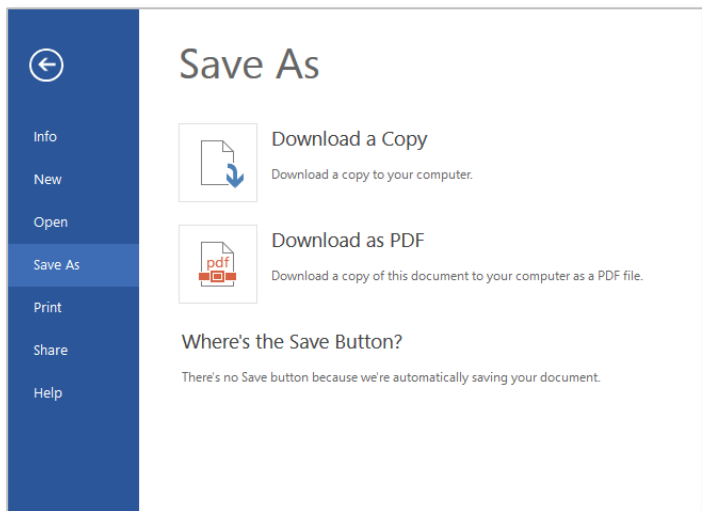 Info
New
Open
Save As
Print
Share
Help
Save As
Download a Copy
Download a copy to your computer.
pdf
Download as PDF
Download a copy of this document to your computer as a PDF file.
Where's the Save Button?
There's no Save button because we're automatically saving your document.